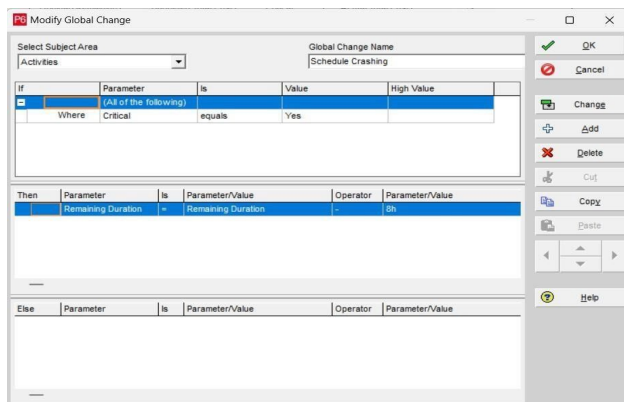 P6 Modify Global Change
Select Subject Area
Global Change Name
Activities
Schedule Crashing
If Parameter Is Value High Value
(All of the following)
Where Critical equals Yes
Then Parameter Is Parameter/Value Operator Parameter/Value
Remaining Duration = Remaining Duration - 8h
Else Parameter Is Parameter/Value Operator Parameter/Value
OK
Cancel
Change
Add
Delete
Cut
Copy
Paste
Help